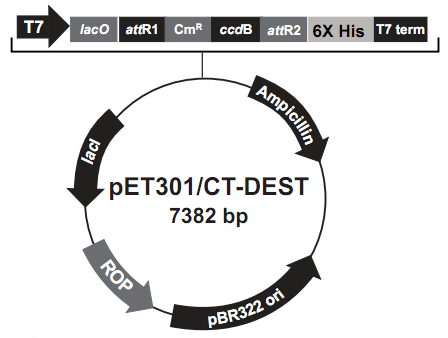 T7 lacO attR1 CmR ccdB attR2 6X His T7 term
Ampicillin
lacI
pET301/CT-DEST
7382 bp
ROP
pBR322 ori